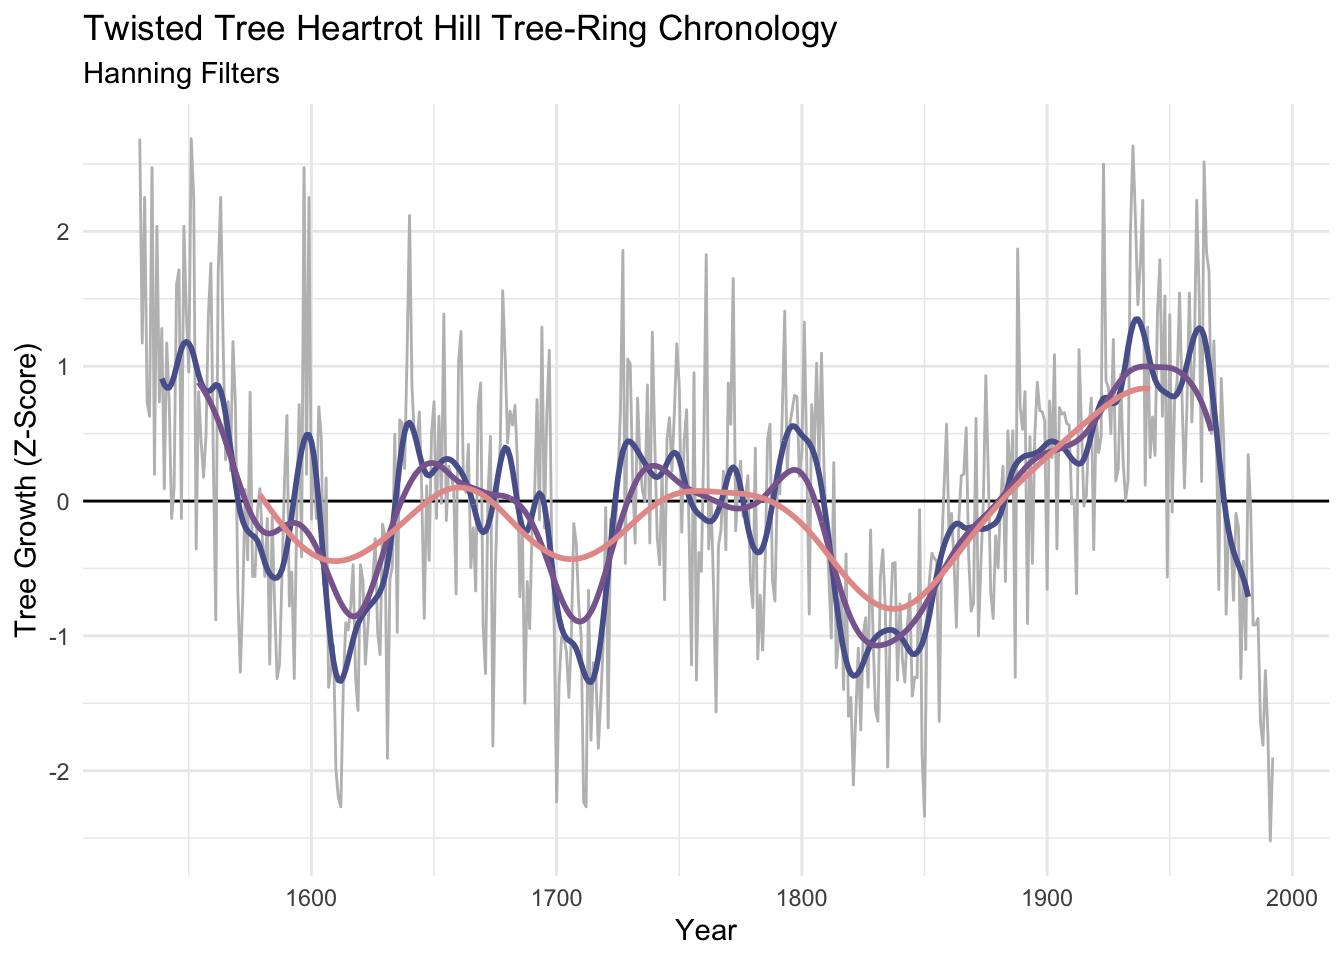 Twisted Tree Heartrot Hill Tree-Ring Chronology
Hanning Filters
Tree Growth (Z-Score)
2
1
0
-1
-2
1600 1700 1800 1900 2000
Year